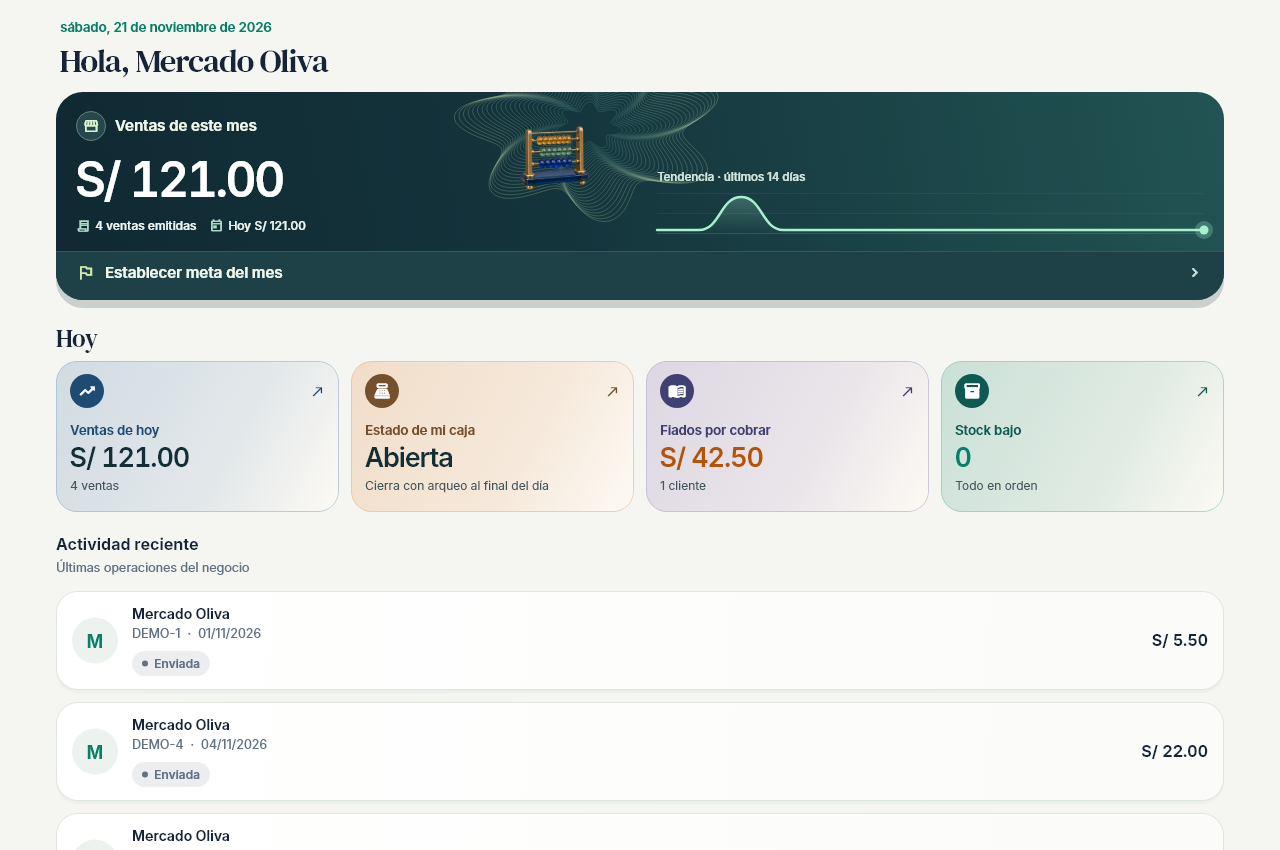 sábado, 21 de noviembre de 2026
Hola, Mercado Oliva
Ventas de este mes
S/ 121.00
4 ventas emitidas
Hoy S/ 121.00
Tendencia · últimos 14 días
Establecer meta del mes
Hoy
Ventas de hoy
S/ 121.00
4 ventas
Estado de mi caja
Abierta
Cierra con arqueo al final del día
Fiados por cobrar
S/ 42.50
1 cliente
Stock bajo
0
Todo en orden
Actividad reciente
Últimas operaciones del negocio
M
Mercado Oliva
DEMO-1 · 01/11/2026
Enviada
S/ 5.50
M
Mercado Oliva
DEMO-4 · 04/11/2026
Enviada
S/ 22.00
Mercado Oliva